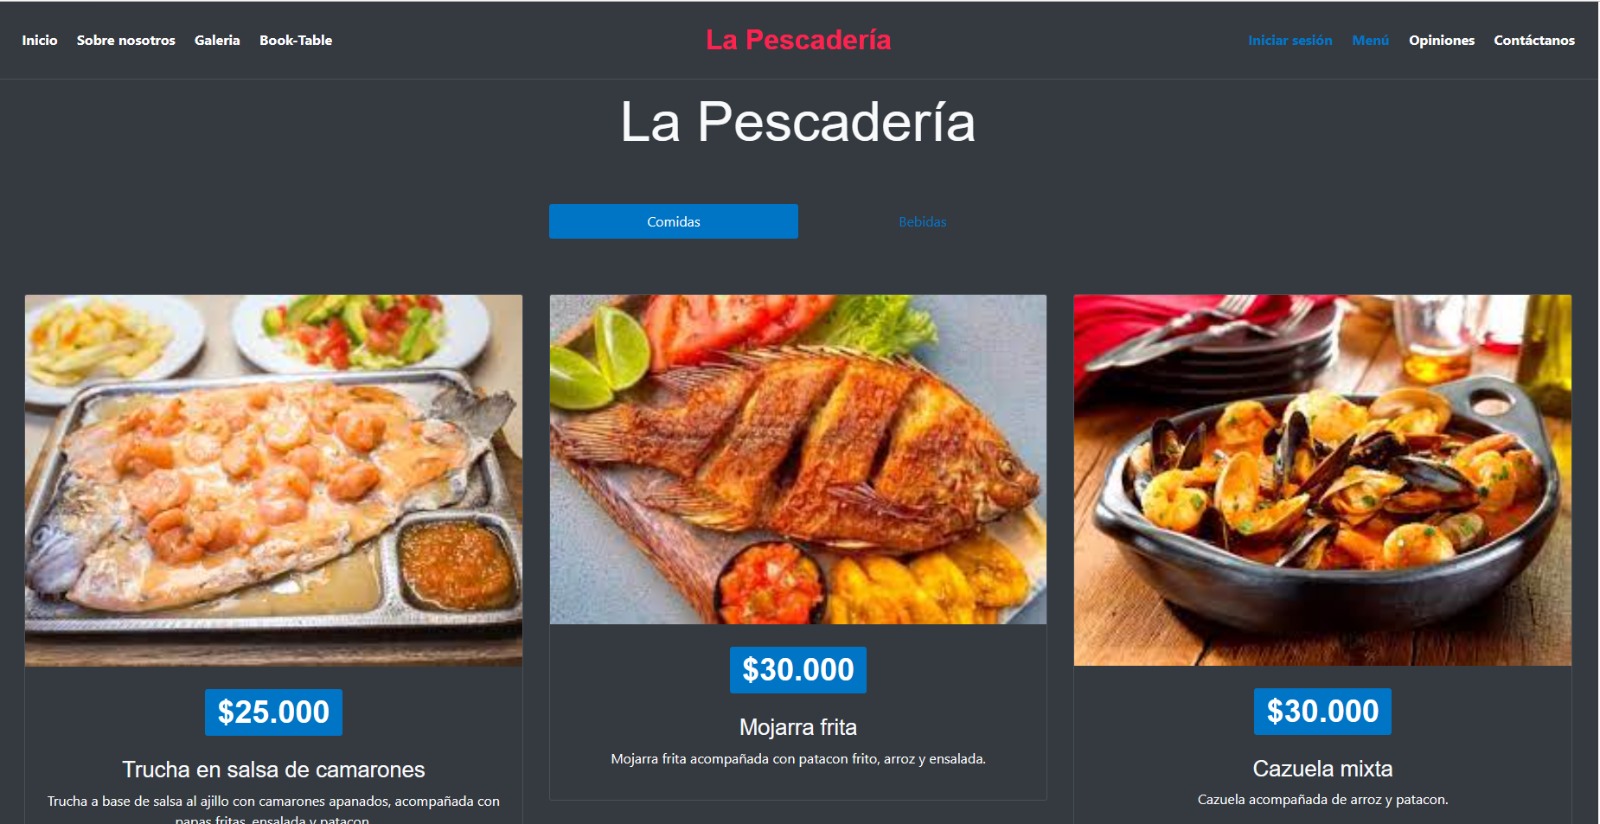 Inicio Sobre nosotros Galeria Book-Table La Pescadería Iniciar sesión Menú Opiniones Contáctanos
La Pescadería
Comidas Bebidas
$25.000
Trucha en salsa de camarones
Trucha a base de salsa al ajillo con camarones apanados, acompañada con
papas fritas, ensalada y patacon.
$30.000
Mojarra frita
Mojarra frita acompañada con patacon frito, arroz y ensalada.
$30.000
Cazuela mixta
Cazuela acompañada de arroz y patacon.